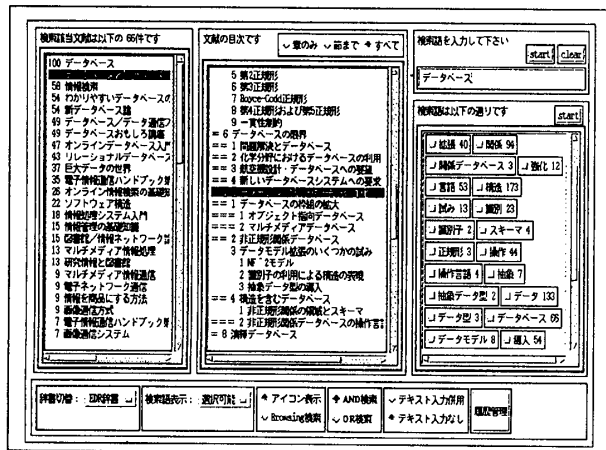 検索該当文献は以下の 66件です
100 データベース
58 情報検索
54 わかりやすいデータベースの
54 新データベース論
49 データベース／データ通信フ
49 データベースおもしろ講座
47 オンラインデータベース入門
43 リレーショナルデータベース
37 巨大データの世界
35 電子情報通信ハンドブック第
26 オンライン情報検索の基礎知
22 ソフトウェア構造
18 情報処理システム入門
15 情報管理の基礎知識
15 図書館／情報ネットワーク
13 マルチメディア情報処理
13 研究情報と図書館
9 マルチメディア情報通信
9 電子ネットワーク通信
9 情報を商品にする方法
9 画像通信方式
7 電子情報通信ハンドブック第
7 画像通信システム
文献の目次です
章のみ 節まで すべて
5 第2正規形
6 第3正規形
7 Boyce-Codd正規形
8 第4正規形および第5正規形
9 一貫性制約
= 6 データベースの限界
== 1 問題解決とデータベース
== 2 化学分野におけるデータベースの利用
== 3 航空機設計・データベースへの要望
== 4 新しいデータベースシステムへの要求
== 1 データベースの枠組の拡大
=== 1 オブジェクト指向データベース
=== 2 マルチメディアデータベース
== 2 非正規形関係データベース
3 データモデル拡張のいくつかの試み
1 NF^2モデル
2 識別子の利用による構造の表現
3 抽象データ型の導入
== 4 構造を含むデータベース
1 非正規形関係の領域とスキーマ
=== 2 非正規形関係データベースの操作言
= 8 演繹データベース
検索語を入力して下さい
start clear
データベース
検索語は以下の通りです
start
拡張 40 関係 94
関係データベース 3 強化 12
言語 53 構造 173
試み 13 識別 23
識別子 2 スキーマ 4
正規形 3 操作 44
操作言語 4 抽象 7
抽象データ型 2 データ 133
データ型 3 データベース 66
データモデル 8 導入 54
辞書切替： EDR辞書
検索語表示： 選択可能
アイコン表示
Browsing検索
AND検索
OR検索
テキスト入力併用
テキスト入力なし
履歴管理